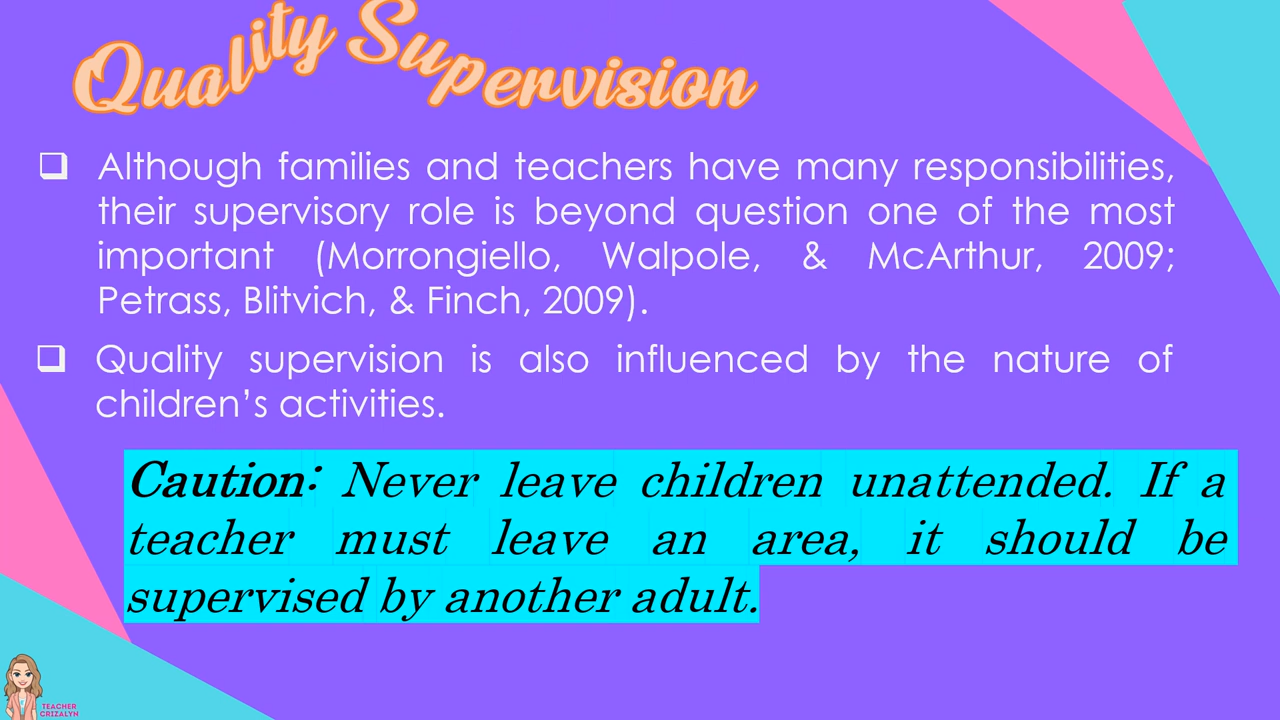 Quality Supervision
❑ Although families and teachers have many responsibilities,
their supervisory role is beyond question one of the most
important (Morrongiello, Walpole, & McArthur, 2009;
Petrass, Blitvich, & Finch, 2009).
❑ Quality supervision is also influenced by the nature of
children’s activities.
Caution: Never leave children unattended. If a
teacher must leave an area, it should be
supervised by another adult.
TEACHER
CRIZALYN